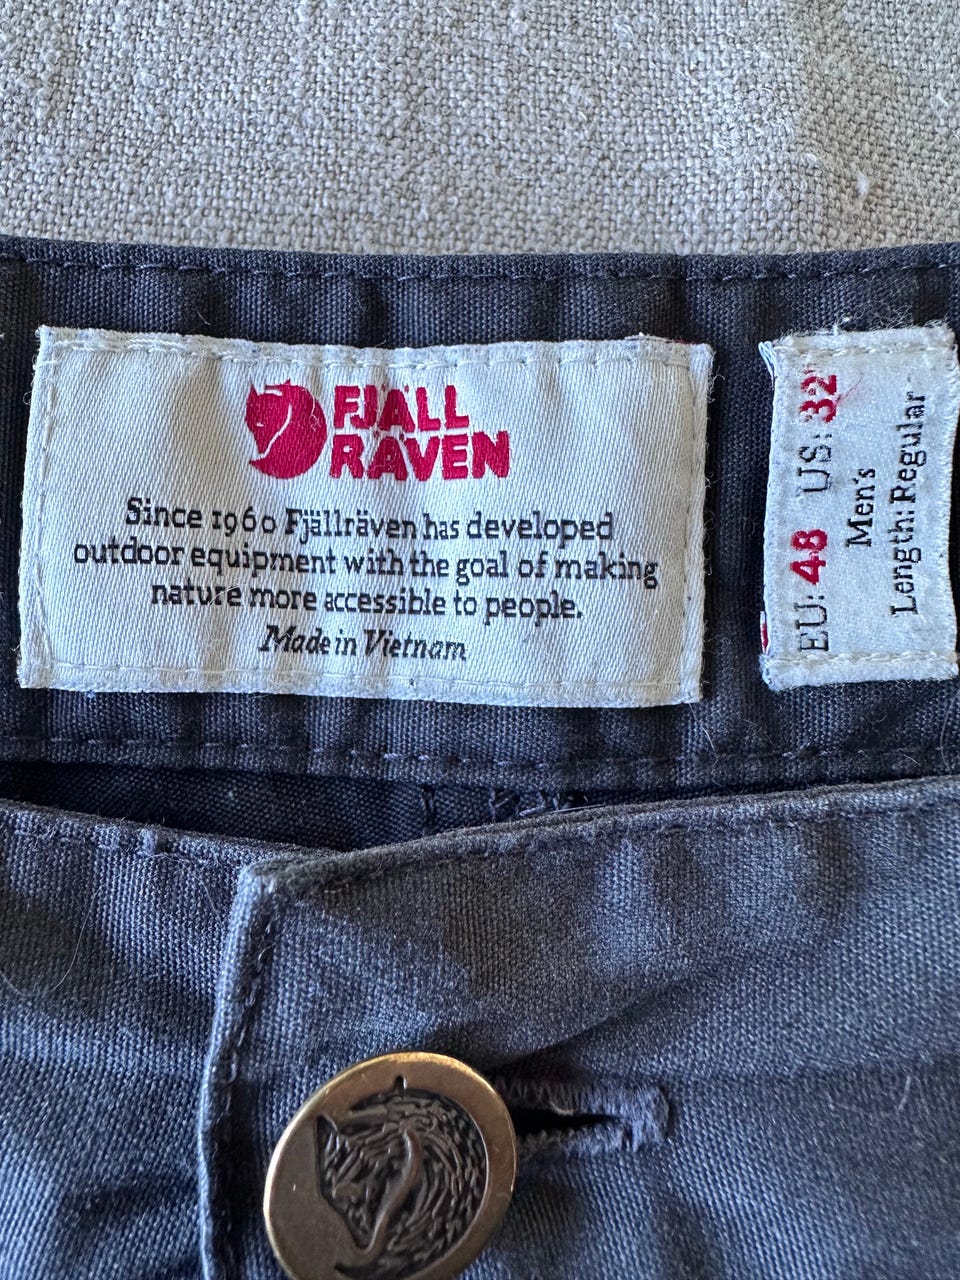 FJÄLL
RÄVEN
Since 1960 Fjällräven has developed
outdoor equipment with the goal of making
nature more accessible to people.
Made in Vietnam
EU: 48 US: 32"
Men's
Length: Regular